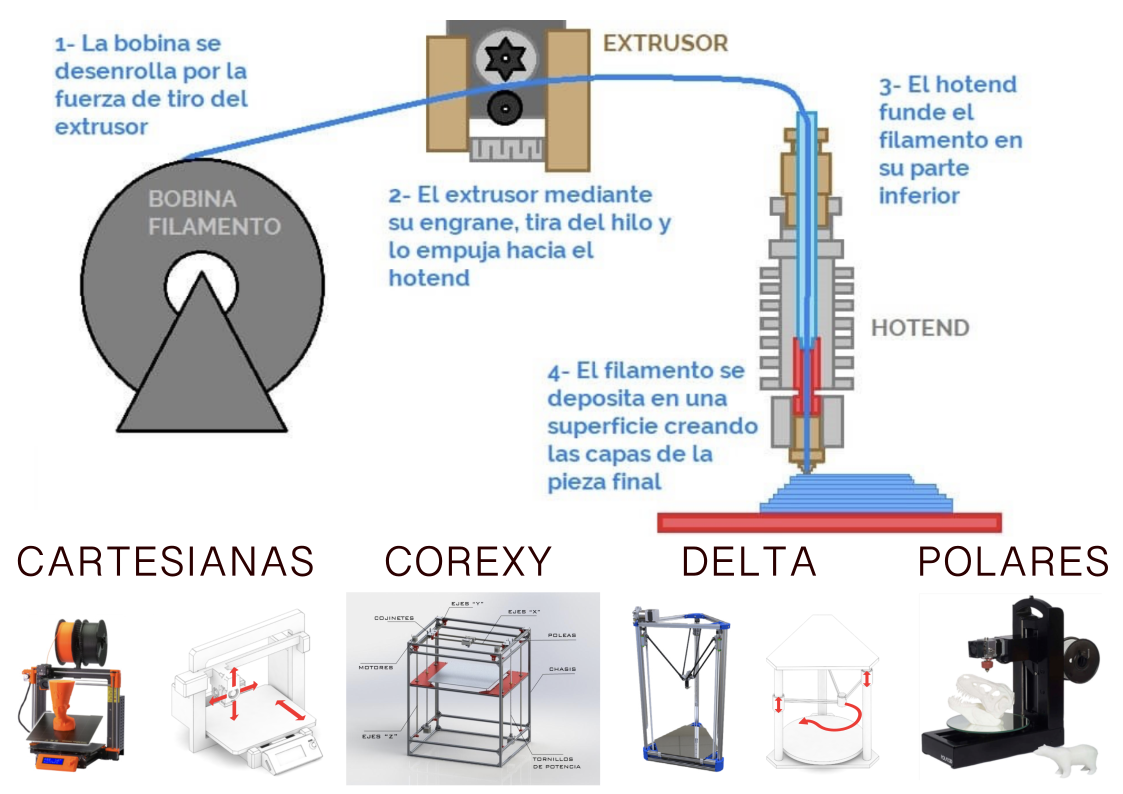 1- La bobina se
desenrolla por la
fuerza de tiro del
extrusor
EXTRUSOR
3- El hotend
funde el
filamento en
su parte
inferior
BOBINA
FILAMENTO
2- El extrusor mediante
su engrane, tira del hilo y
lo empuja hacia el
hotend
HOTEND
4- El filamento se
deposita en una
superficie creando
las capas de la
pieza final
CARTESIANAS
COREXY
DELTA
POLARES
EJES "Y"
EJES "X"
COJINETES
POLEAS
MOTORES
CHASIS
EJES "Z"
TORNILLOS
DE POTENCIA